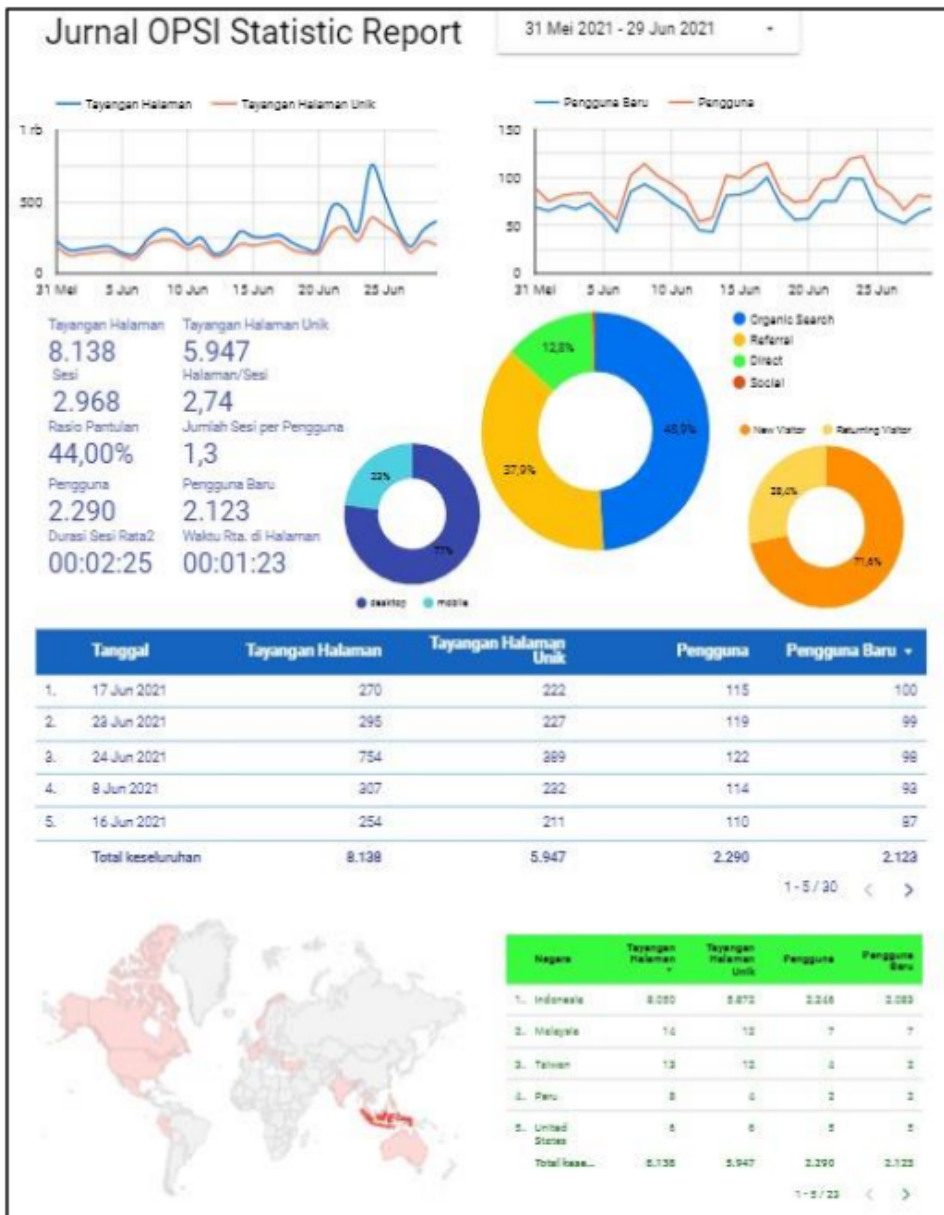 Jurnal OPSI Statistic Report
31 Mei 2021 - 29 Jun 2021
Tayangan Halaman Tayangan Halaman Unik
1 rb
500
0
31 Mei 5 Jun 10 Jun 15 Jun 20 Jun 25 Jun
Pengguna Baru Pengguna
150
100
50
0
31 Mei 5 Jun 10 Jun 15 Jun 20 Jun 25 Jun
Tayangan Halaman Tayangan Halaman Unik
8.138 5.947
Sesi Halaman/Sesi
2.968 2,74
Rasio Pantulan Jumlah Sesi per Pengguna
44,00% 1,3
Pengguna Pengguna Baru
2.290 2.123
Durasi Sesi Rata2 Waktu Rta. di Halaman
00:02:25 00:01:23
23%
77%
desktop mobile
12,8%
48,9%
37,9%
Organic Search
Referral
Direct
Social
New Visitor Returning Visitor
28,4%
71,6%
Tanggal Tayangan Halaman Tayangan Halaman Unik Pengguna Pengguna Baru
1. 17 Jun 2021 270 222 115 100
2. 23 Jun 2021 295 227 119 99
3. 24 Jun 2021 754 389 122 98
4. 8 Jun 2021 307 232 114 93
5. 16 Jun 2021 254 211 110 87
Total keseluruhan 8.138 5.947 2.290 2.123
1 - 5 / 30
Negara Tayangan Halaman Tayangan Halaman Unik Pengguna Pengguna Baru
1. Indonesia
2. Malaysia 14 12 7 7
3. Taiwan 13 12 4 2
4. Peru 8 4 2 2
5. United States 6 6 5 5
Total kese... 8.138 5.947 2.290 2.123
1 - 5 / 23